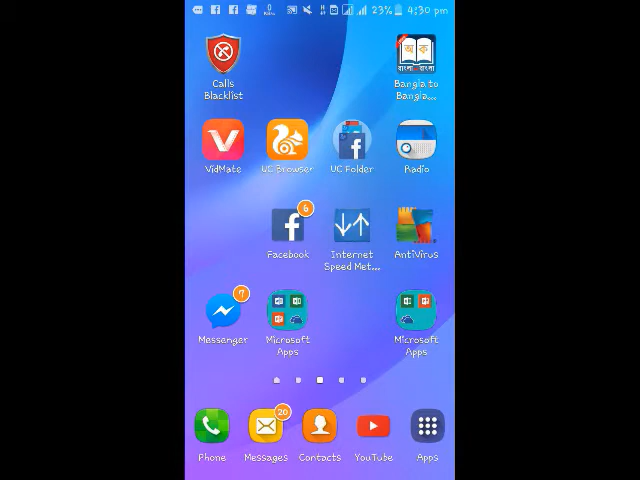 23% 4:30 pm
Calls
Blacklist
Bangla to
Bangla...
বাংলা বাংলা
VidMate
UC Browser
UC Folder
Radio
6
Facebook
Internet
Speed Met...
AntiVirus
7
Messenger
Microsoft
Apps
Microsoft
Apps
20
Phone
Messages
Contacts
YouTube
Apps